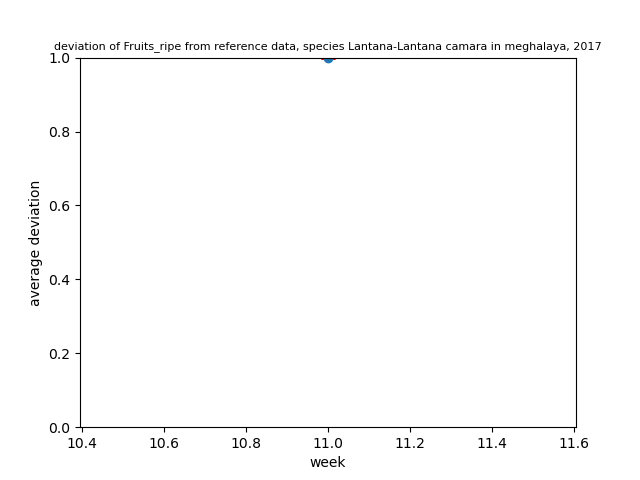 deviation of Fruits_ripe from reference data, species Lantana-Lantana camara in meghalaya, 2017
1.0
0.8
0.6
0.4
0.2
0.0
average deviation
10.4 10.6 10.8 11.0 11.2 11.4 11.6
week